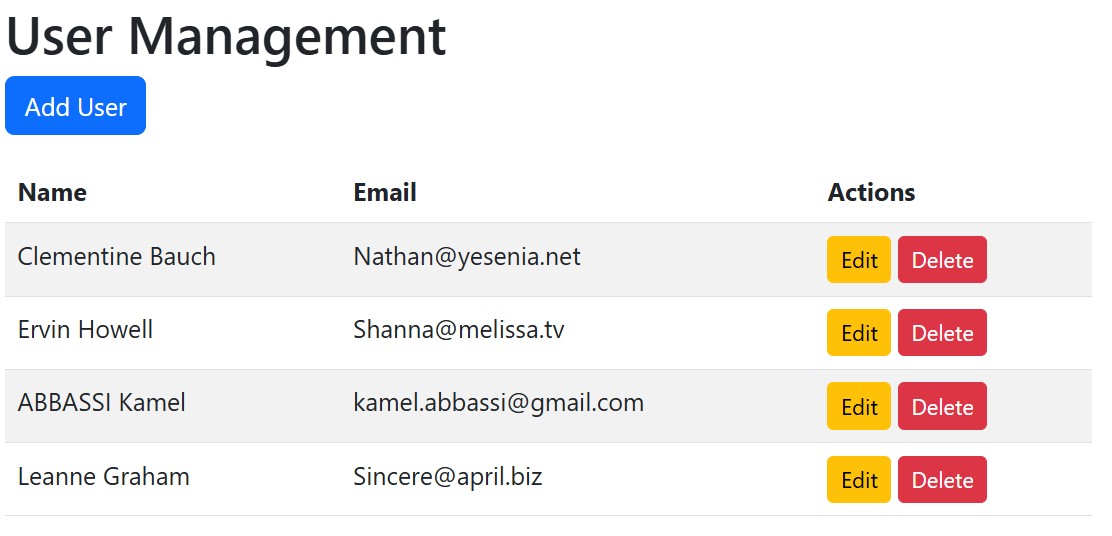 User Management
Add User
Name Email Actions
Clementine Bauch Nathan@yesenia.net Edit Delete
Ervin Howell Shanna@melissa.tv Edit Delete
ABBASSI Kamel kamel.abbassi@gmail.com Edit Delete
Leanne Graham Sincere@april.biz Edit Delete